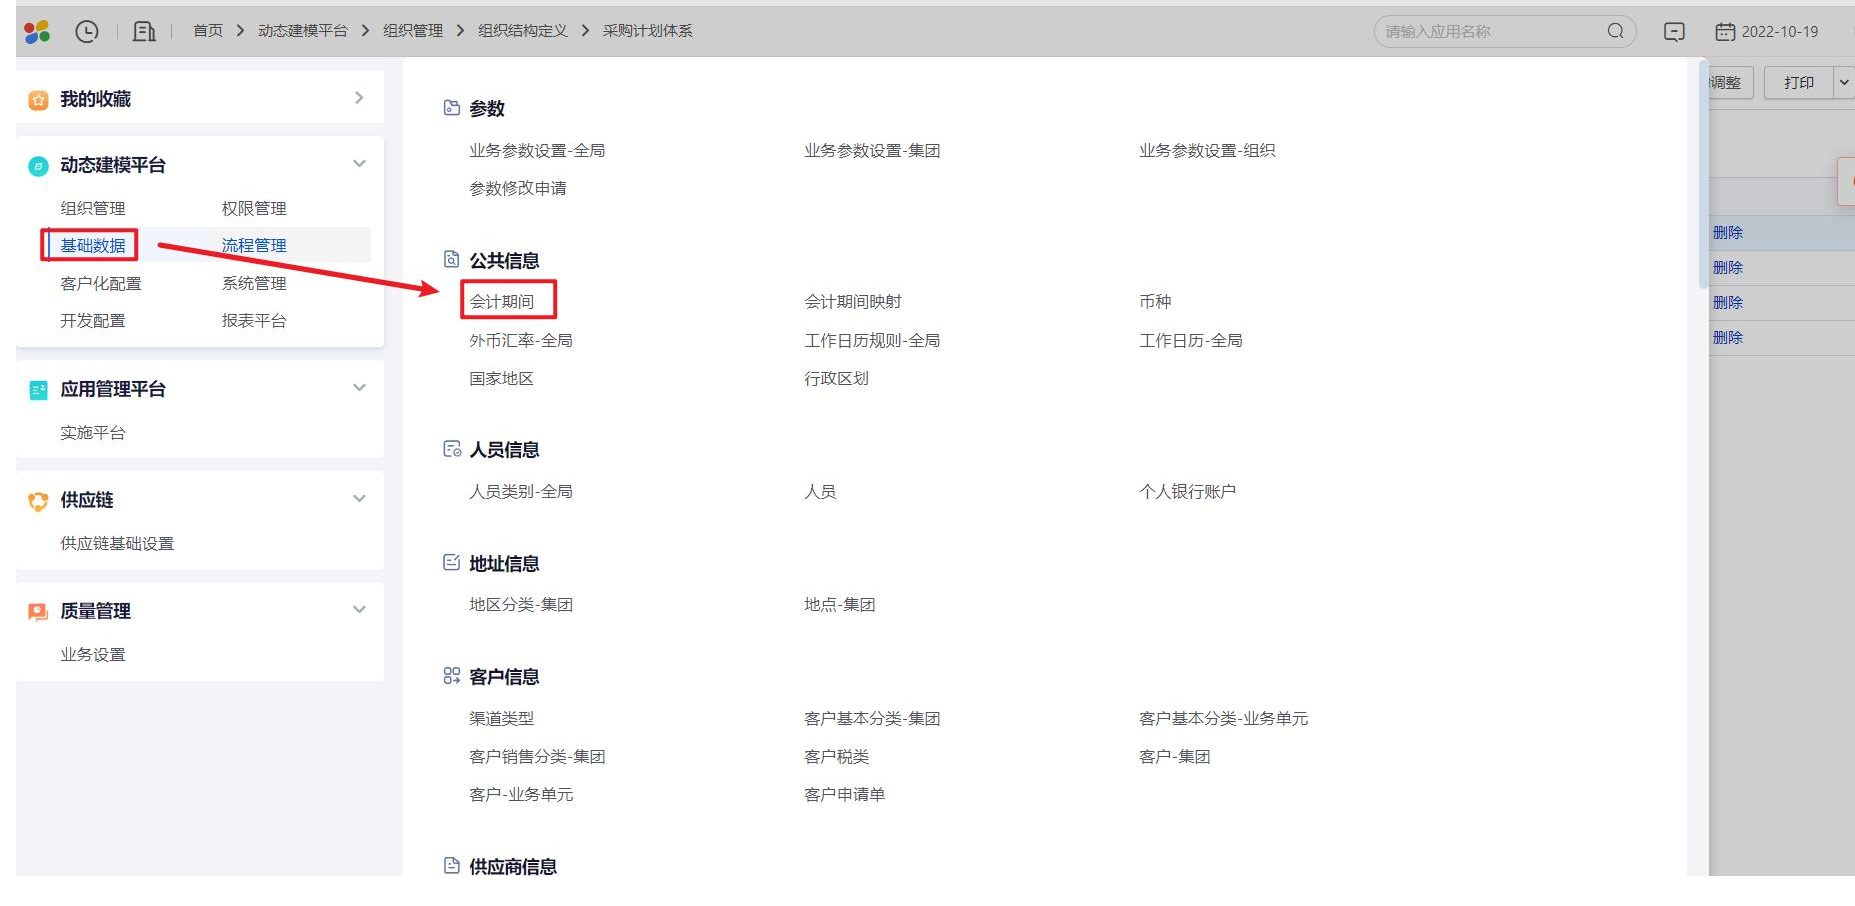 首页 > 动态建模平台 > 组织管理 > 组织结构定义 > 采购计划体系
请输入应用名称
2022-10-19
调整
打印
我的收藏
动态建模平台
组织管理 权限管理
基础数据 流程管理
客户化配置 系统管理
开发配置 报表平台
应用管理平台
实施平台
供应链
供应链基础设置
质量管理
业务设置
参数
业务参数设置-全局 业务参数设置-集团 业务参数设置-组织
参数修改申请
公共信息
会计期间 会计期间映射 币种
外币汇率-全局 工作日历规则-全局 工作日历-全局
国家地区 行政区划
人员信息
人员类别-全局 人员 个人银行账户
地址信息
地区分类-集团 地点-集团
客户信息
渠道类型 客户基本分类-集团 客户基本分类-业务单元
客户销售分类-集团 客户税类 客户-集团
客户-业务单元 客户申请单
供应商信息
删除
删除
删除
删除